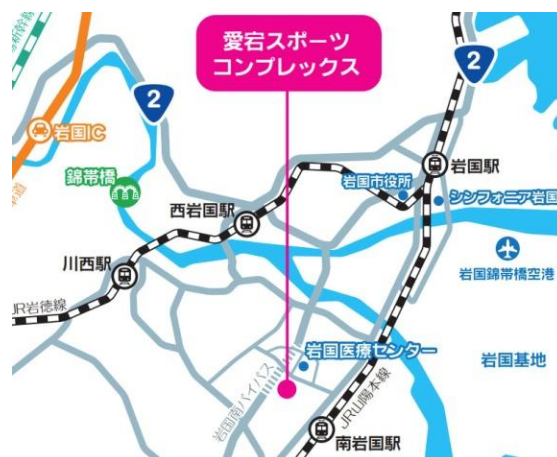 愛宕スポーツ
コンプレックス
新幹線
2
2
岩国IC
錦帯橋
西岩国駅
岩国市役所
岩国駅
シンフォニア岩国
川西駅
岩国錦帯橋空港
JR岩徳線
岩国医療センター
岩国基地
岩国南バイパス
JR山陽本線
南岩国駅